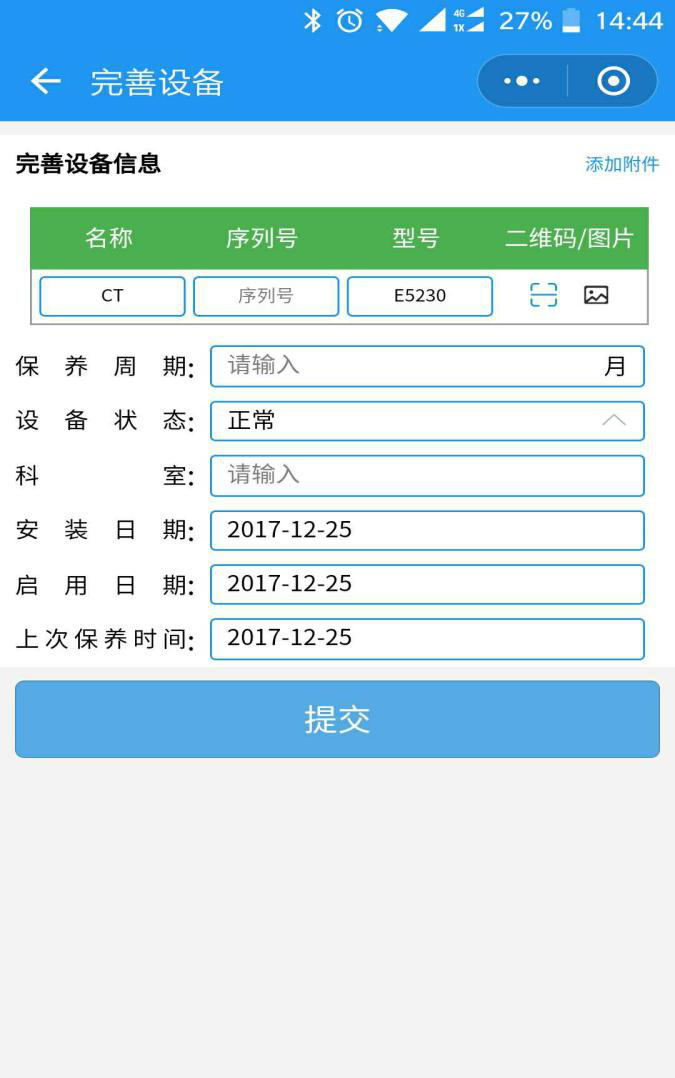 4G 1X 27% 14:44
完善设备
完善设备信息 添加附件
名称 序列号 型号 二维码/图片
CT 序列号 E5230
保养周期: 请输入 月
设备状态: 正常
科室: 请输入
安装日期: 2017-12-25
启用日期: 2017-12-25
上次保养时间: 2017-12-25
提交